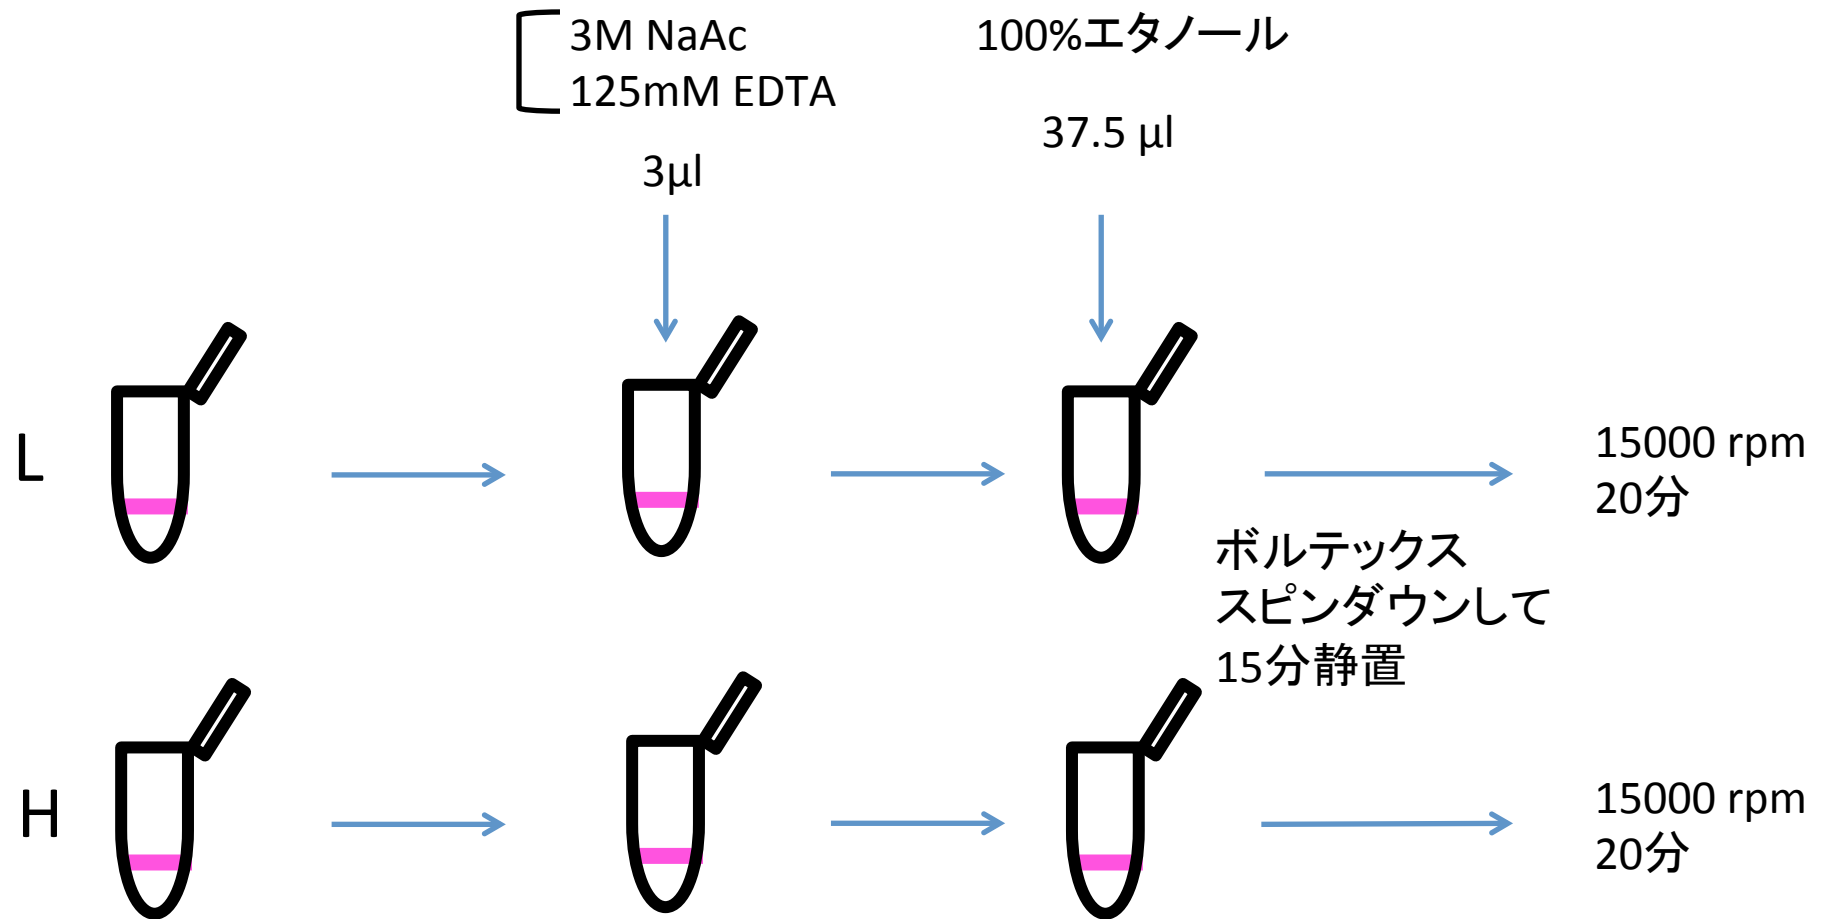 3M NaAc
125mM EDTA
3µl
100%エタノール
37.5 µl
L
15000 rpm
20分
ボルテックス
スピンダウンして
15分静置
H
15000 rpm
20分